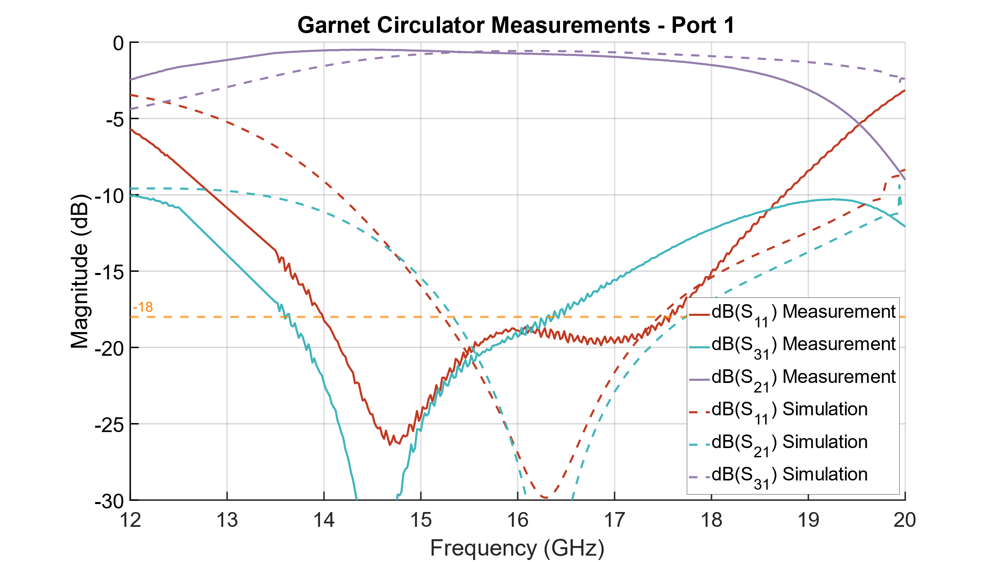 Garnet Circulator Measurements - Port 1
0
-5
-10
-15
-18
-20
-25
-30
Magnitude (dB)
dB(S11) Measurement
dB(S31) Measurement
dB(S21) Measurement
dB(S11) Simulation
dB(S21) Simulation
dB(S31) Simulation
12 13 14 15 16 17 18 19 20
Frequency (GHz)